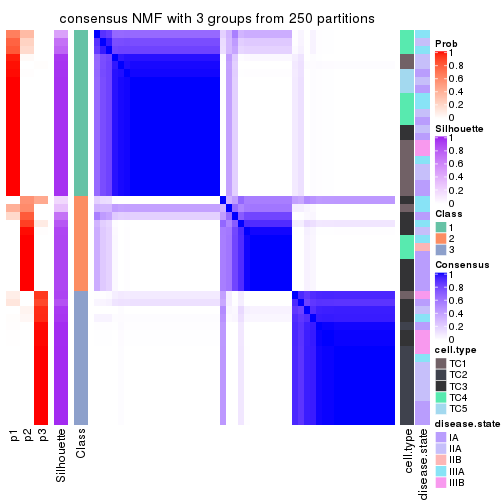 consensus NMF with 3 groups from 250 partitions
p1
p2
p3
Silhouette
Class
cell.type
disease.state
Prob
1
0.8
0.6
0.4
0.2
0
Silhouette
1
0.8
0.6
0.4
0.2
0
Class
1
2
3
Consensus
1
0.8
0.6
0.4
0.2
0
cell.type
TC1
TC2
TC3
TC4
TC5
disease.state
IA
IIA
IIB
IIIA
IIIB